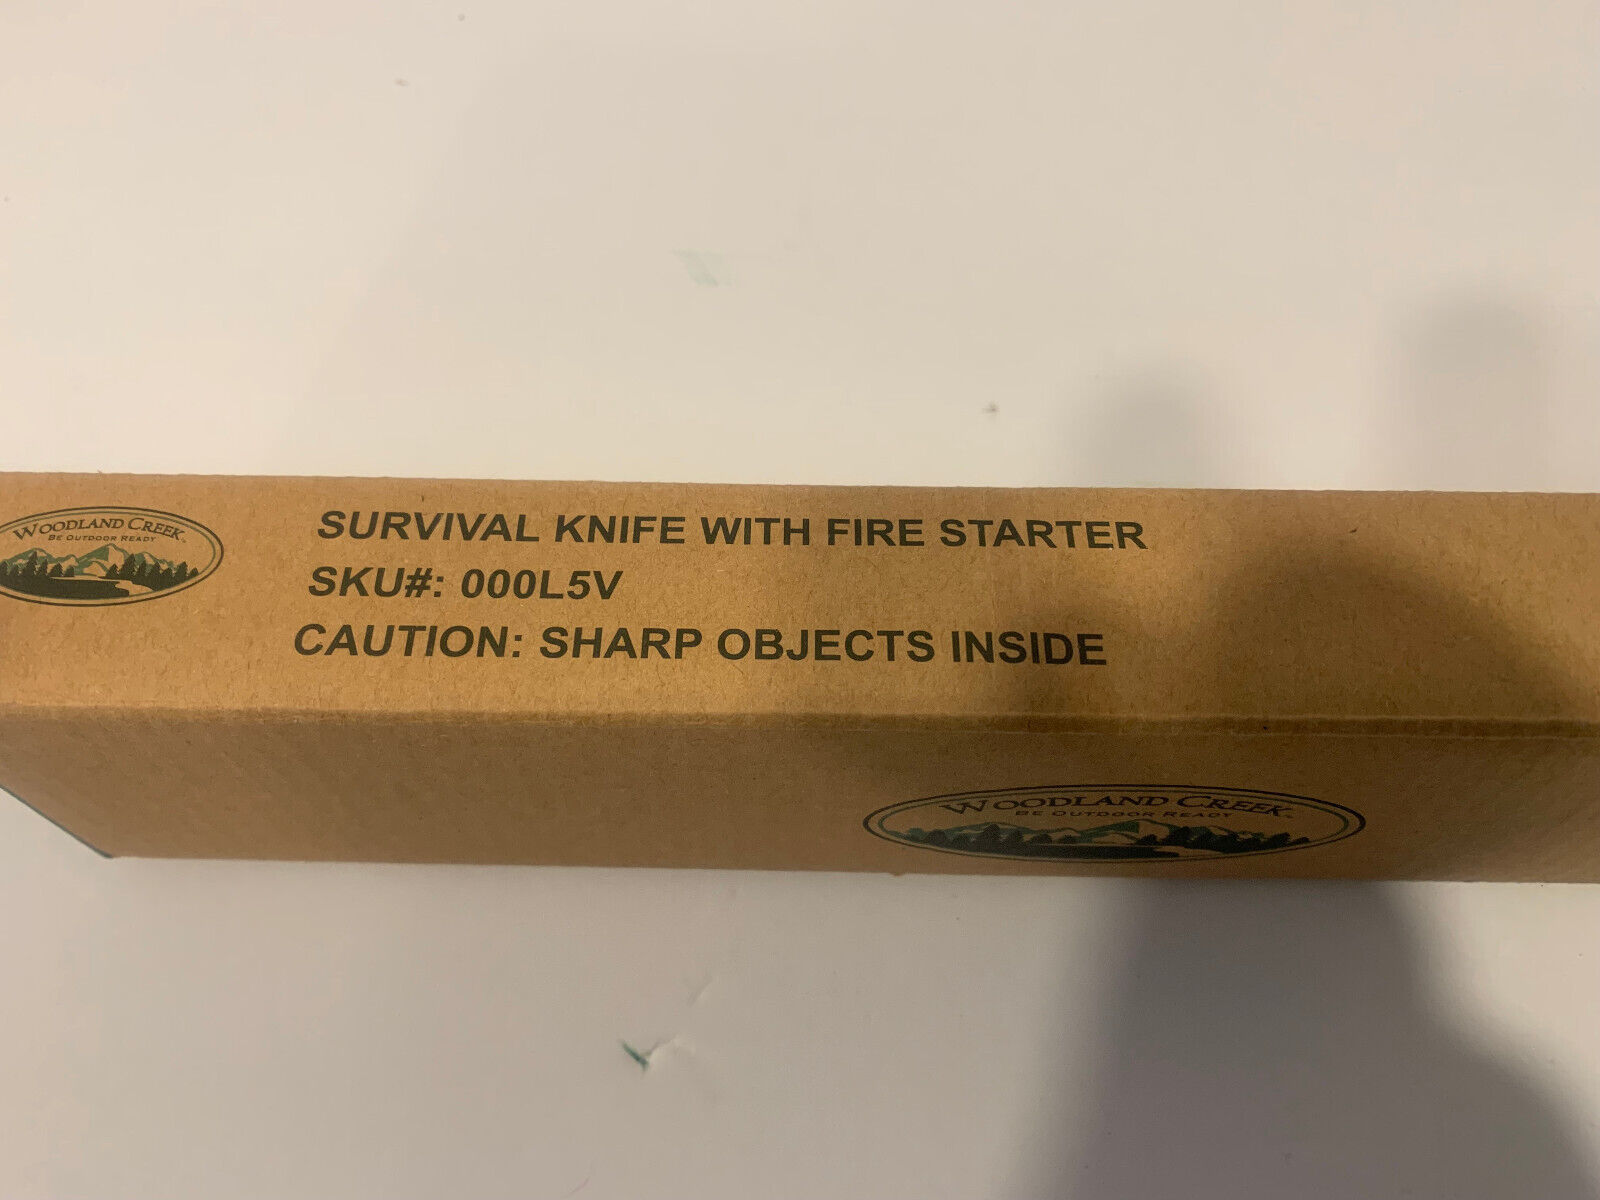 WOODLAND CREEK
BE OUTDOOR READY
SURVIVAL KNIFE WITH FIRE STARTER
SKU#: 000L5V
CAUTION: SHARP OBJECTS INSIDE
WOODLAND CREEK
BE OUTDOOR READY